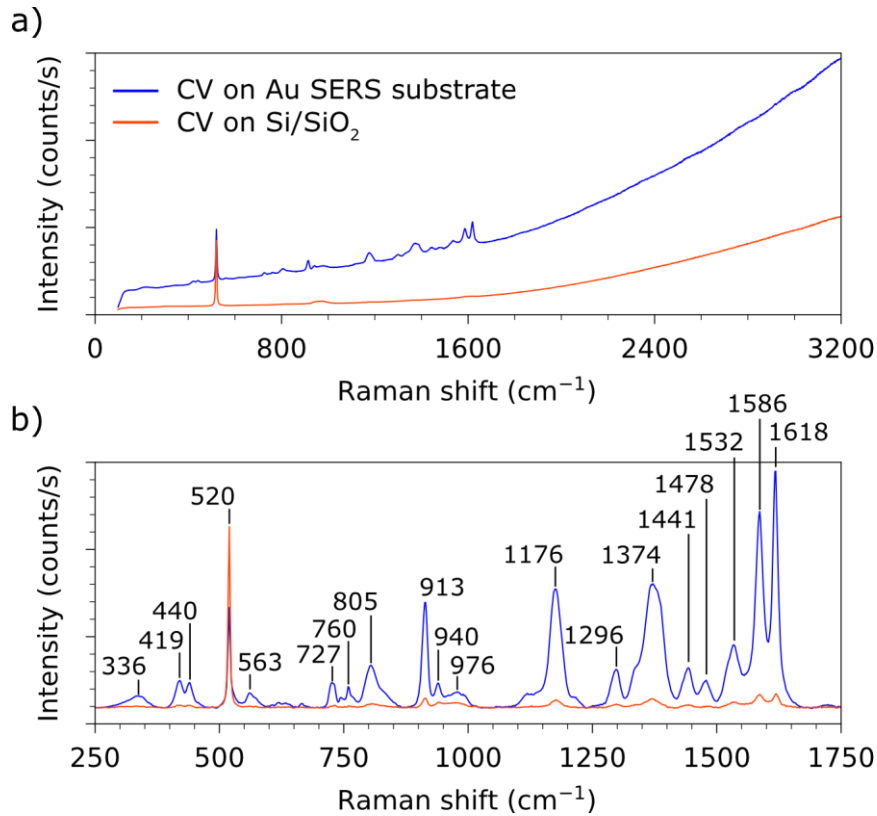 a)
Intensity (counts/s)
CV on Au SERS substrate
CV on Si/SiO₂
0 800 1600 2400 3200
Raman shift (cm⁻¹)
b)
Intensity (counts/s)
336
419
440
520
563
727
760
805
913
940
976
1176
1296
1374
1441
1478
1532
1586
1618
250 500 750 1000 1250 1500 1750
Raman shift (cm⁻¹)